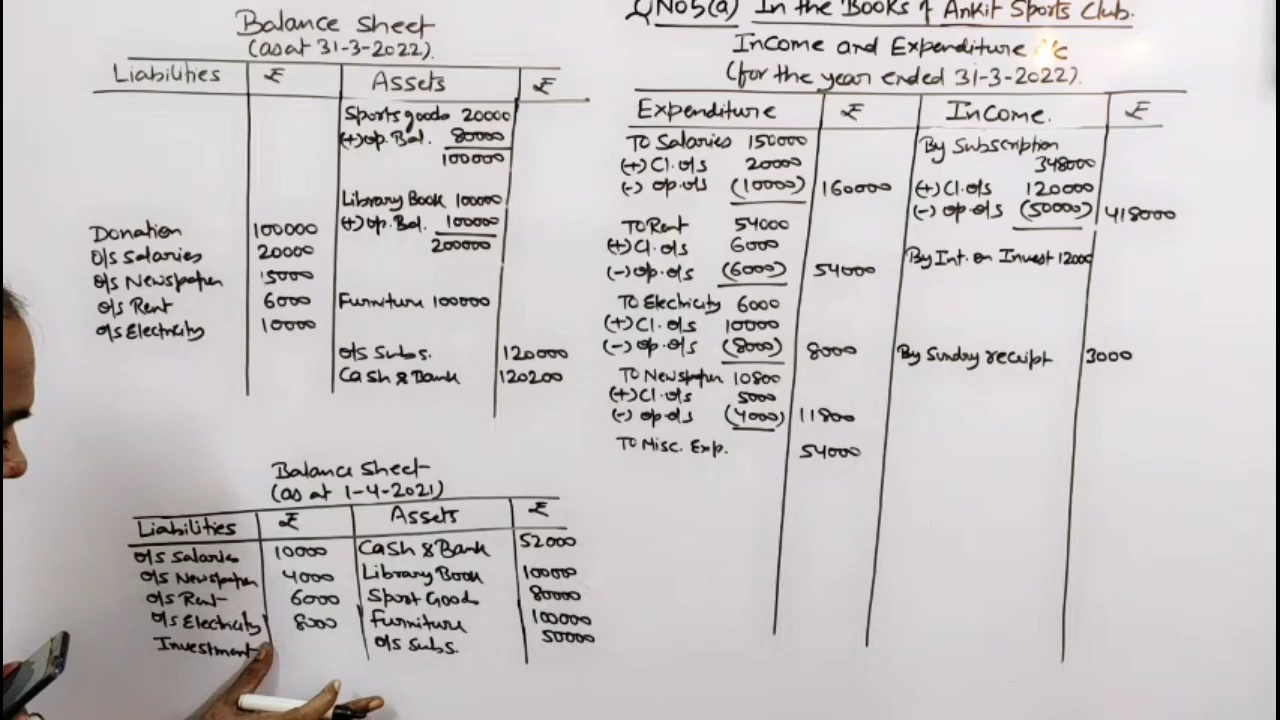 Balance Sheet
(as at 31-3-2022).
Liabilities ₹ Assets ₹
Sports goods 20000
(+) op. Bal. 80000
100000
Library Book 100000
(+) op. Bal. 100000
200000
Donation 100000
o/s Salaries 20000
o/s Newspaper 5000
o/s Rent 6000 Furniture 100000
o/s Electricity 10000
o/s Subs. 120000
Cash & Bank 120200
Balance Sheet
(as at 1-4-2021)
Liabilities ₹ Assets ₹
o/s Salaries 10000 Cash & Bank 52000
o/s Newspaper 4000 Library Book 100000
o/s Rent 6000 Sport Good 80000
o/s Electricity 8000 Furniture 100000
Investment o/s Subs. 50000
QNo5(a) In the Books of Ankit Sports Club.
Income and Expenditure A/c
(for the year ended 31-3-2022).
Expenditure ₹ Income. ₹
To Salaries 150000 By Subscription
(+) Cl. o/s 20000 348000
(-) op. o/s (10000) 160000 (+) Cl. o/s 120000
(-) op. o/s (50000) 418000
To Rent 54000
(+) Cl. o/s 6000 By Int. on Invest 12000
(-) op. o/s (6000) 54000
To Electricity 6000
(+) Cl. o/s 10000
(-) op. o/s (8000) 8000 By Sundry receipt 3000
To Newspaper 10800
(+) Cl. o/s 5000
(-) op. o/s (4000) 11800
To Misc. Exp. 54000